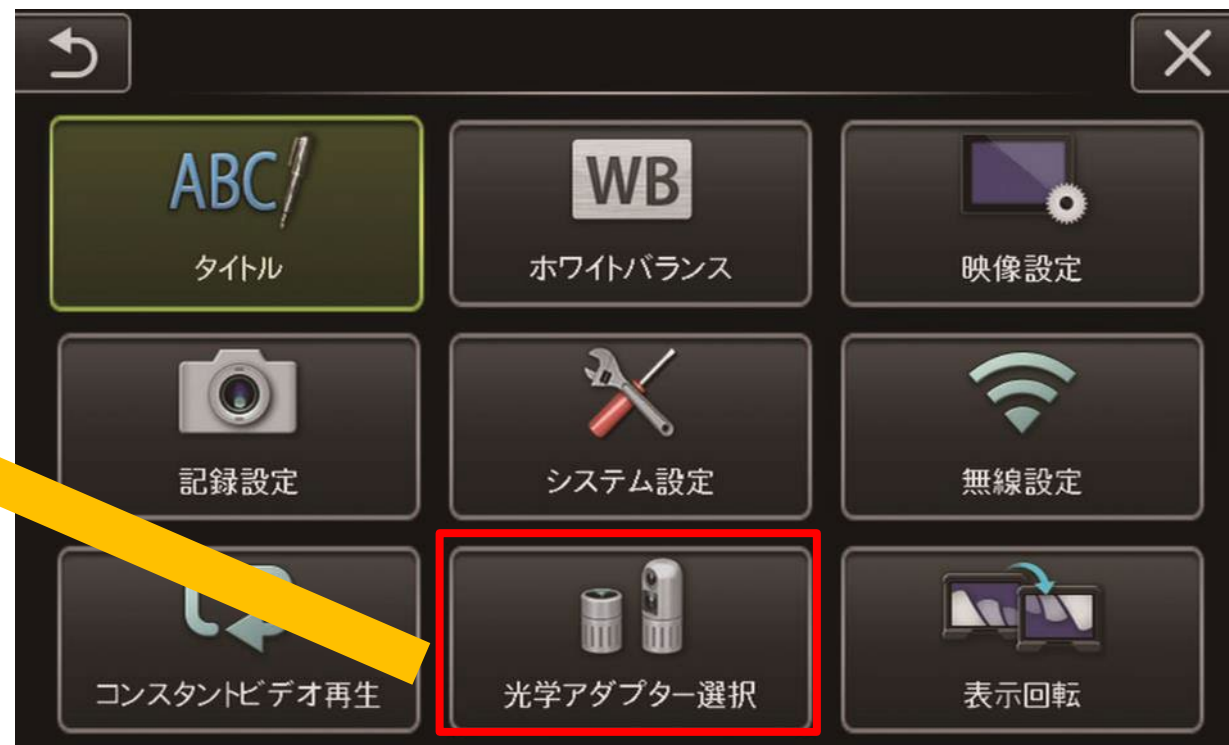 ABC
タイトル
WB
ホワイトバランス
映像設定
記録設定
システム設定
無線設定
コンスタントビデオ再生
光学アダプター選択
表示回転